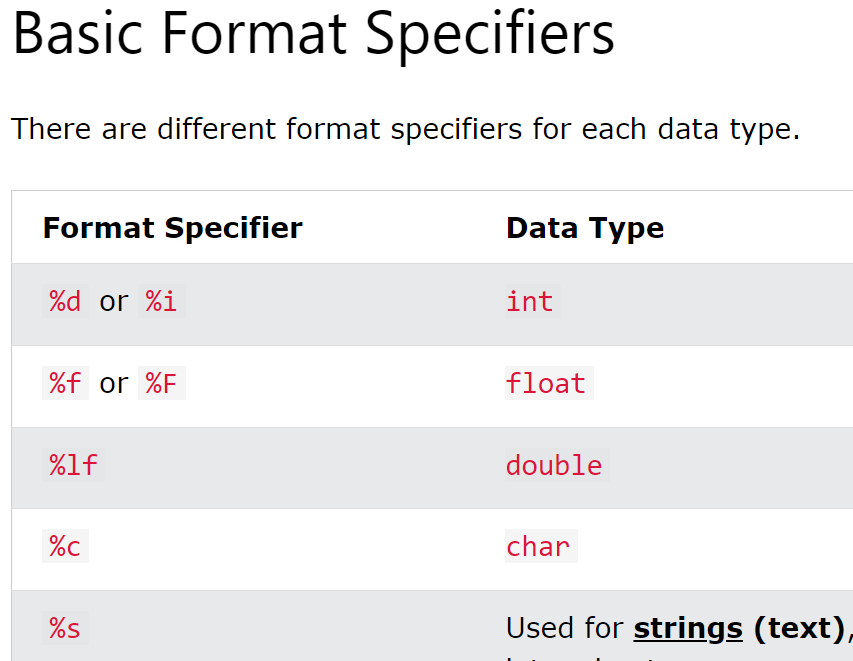 Basic Format Specifiers
There are different format specifiers for each data type.
Format Specifier Data Type
%d or %i int
%f or %F float
%lf double
%c char
%s Used for strings (text),